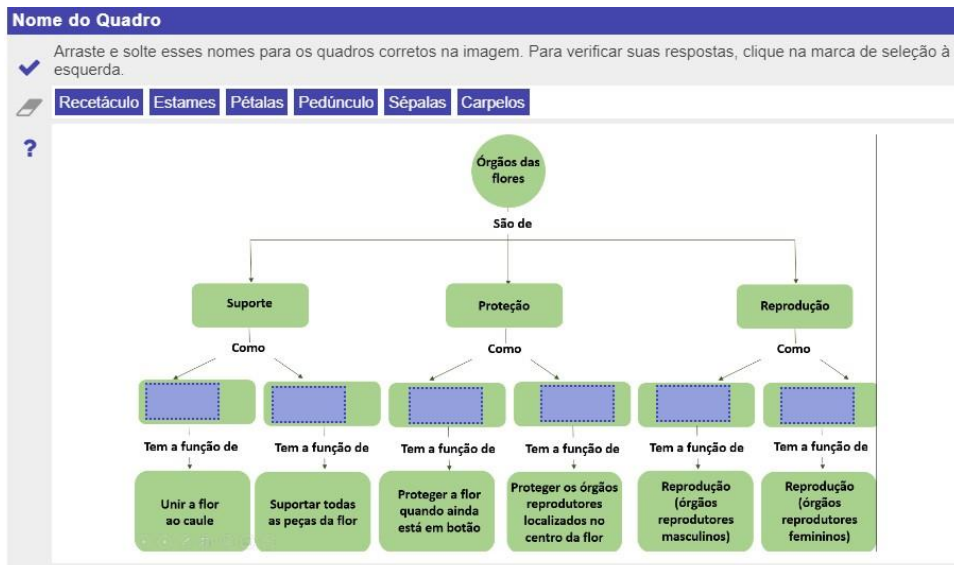 Nome do Quadro
Arraste e solte esses nomes para os quadros corretos na imagem. Para verificar suas respostas, clique na marca de seleção à
esquerda.
Recetáculo Estames Pétalas Pedúnculo Sépalas Carpelos
?
Órgãos das
flores
São de
Suporte
Proteção
Reprodução
Como
Como
Como
Tem a função de
Tem a função de
Tem a função de
Tem a função de
Tem a função de
Tem a função de
Unir a flor
ao caule
Suportar todas
as peças da flor
Proteger a flor
quando ainda
está em botão
Proteger os órgãos
reprodutores
localizados no
centro da flor
Reprodução
(órgãos
reprodutores
masculinos)
Reprodução
(órgãos
reprodutores
femininos)